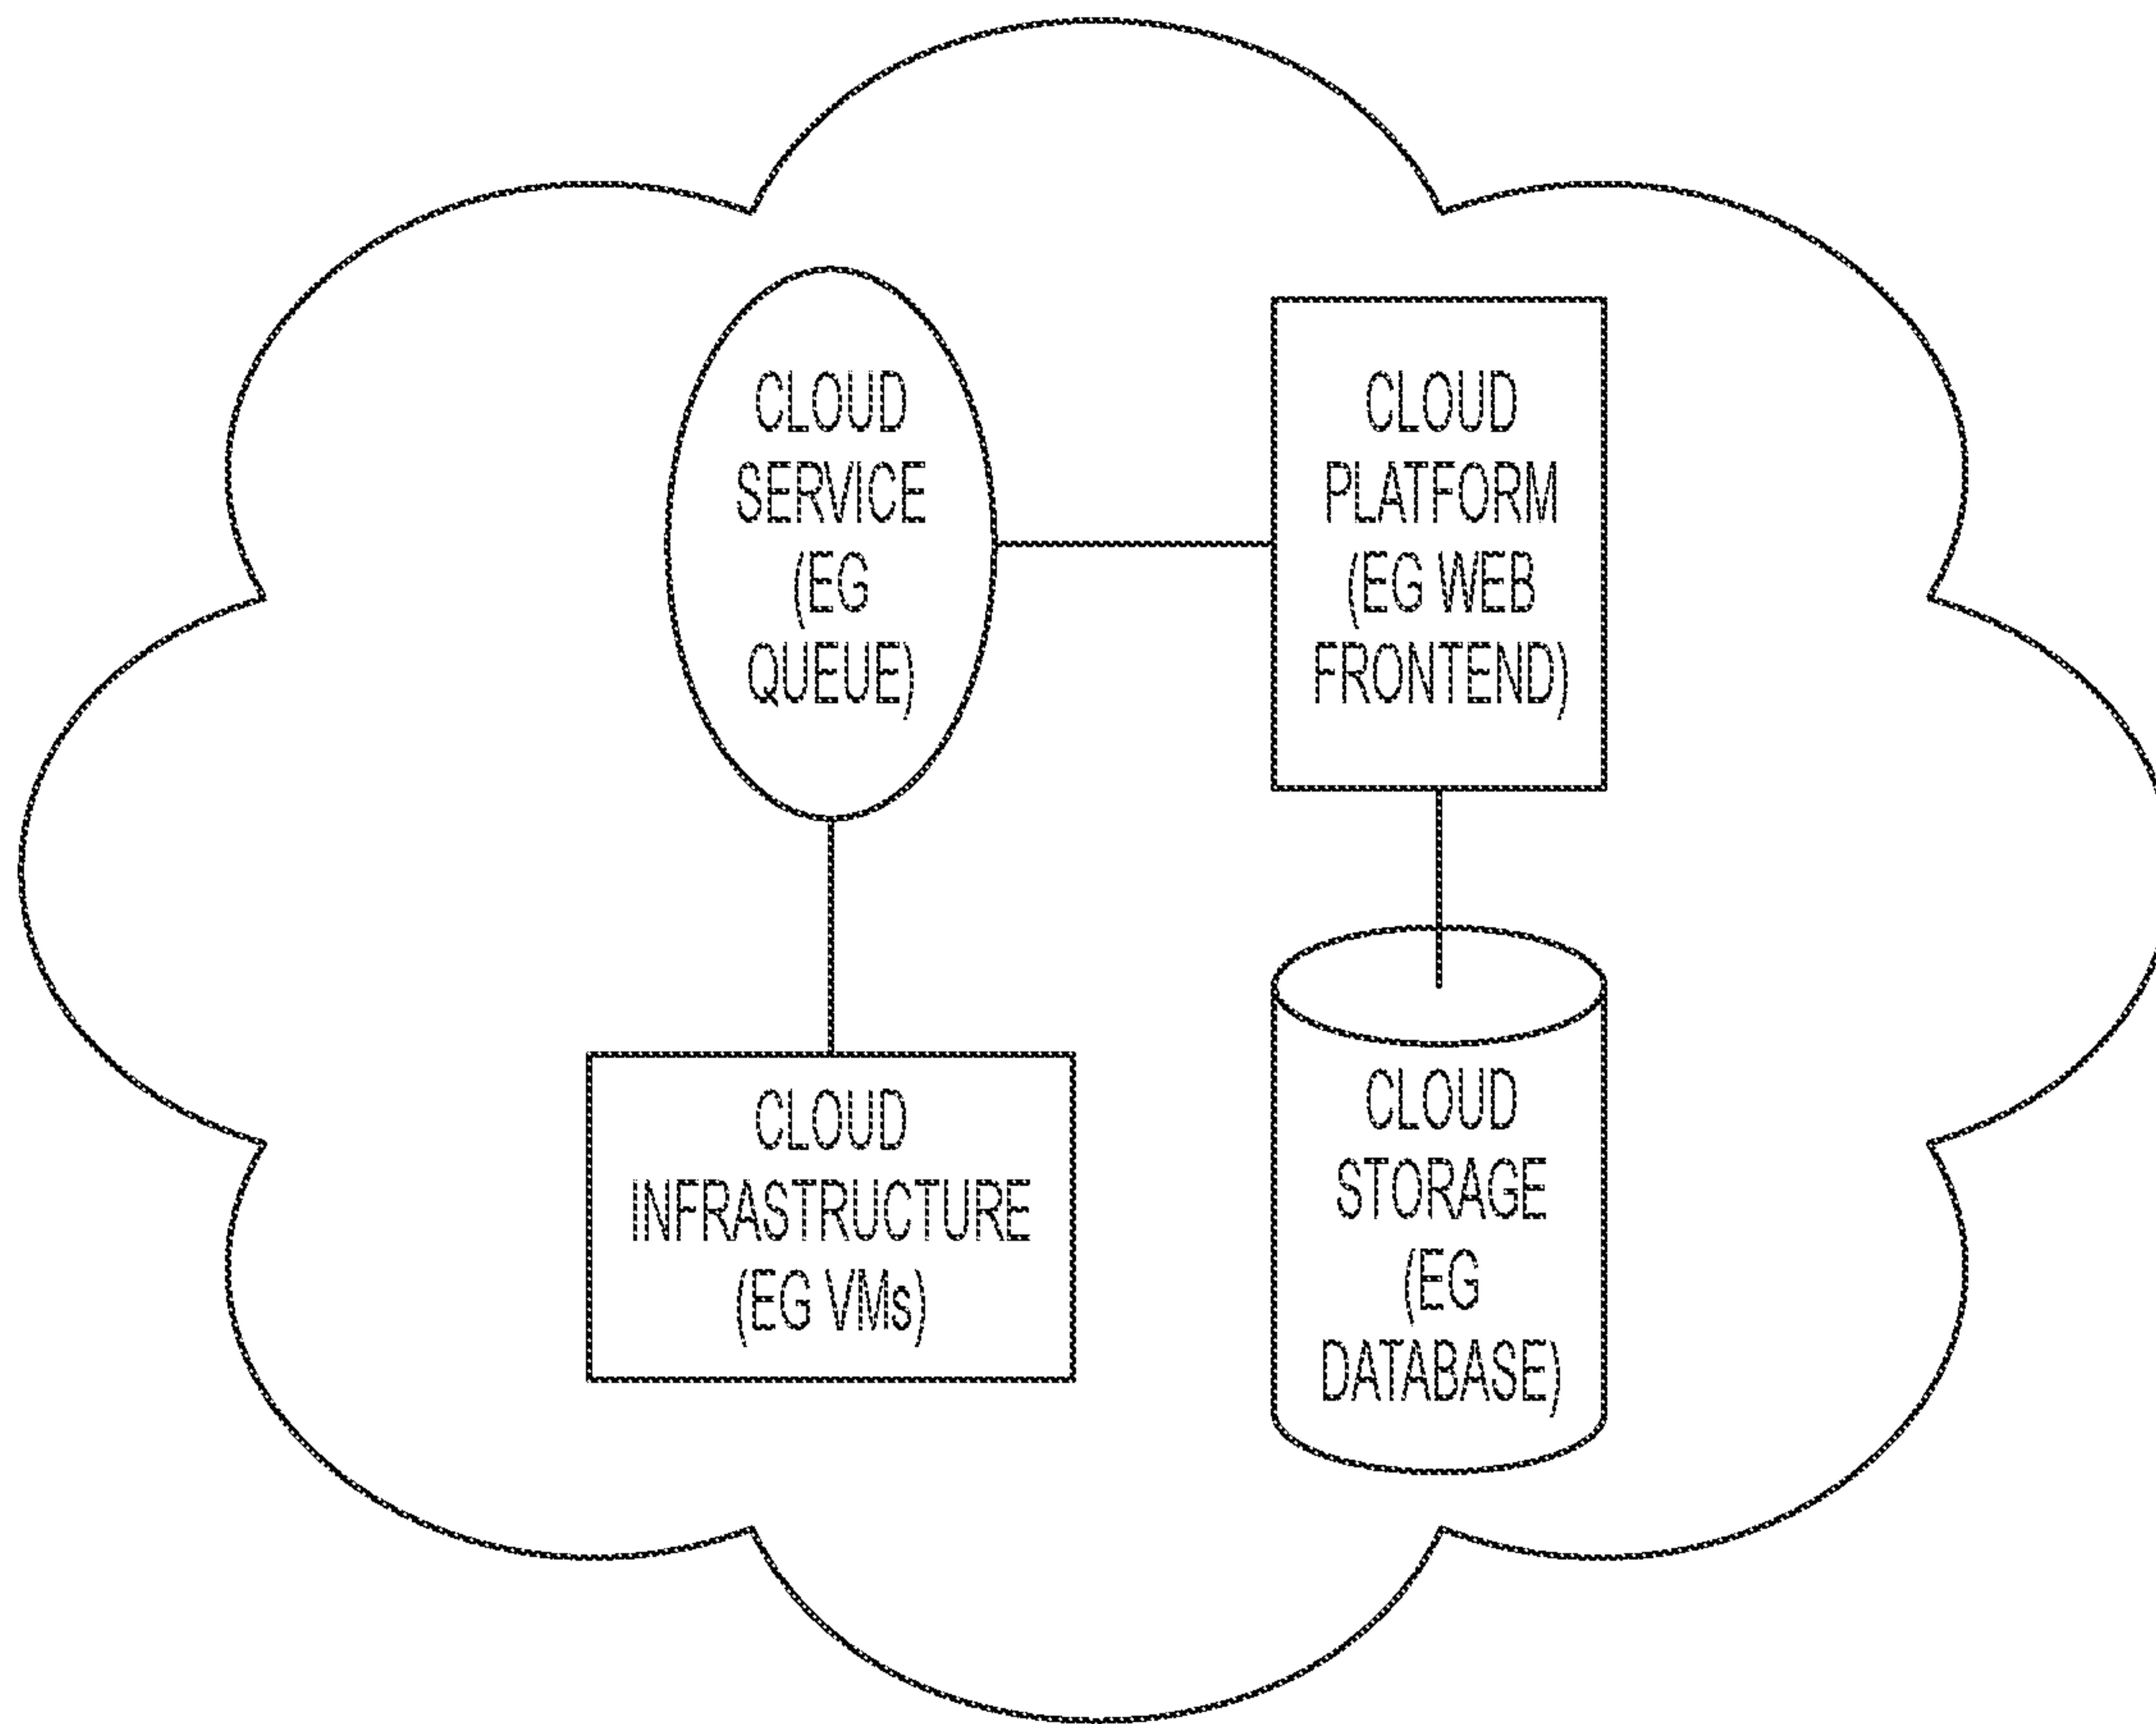 CLOUD
SERVICE
(EG
QUEUE)
CLOUD
PLATFORM
(EG WEB
FRONTEND)
CLOUD
INFRASTRUCTURE
(EG VMs)
CLOUD
STORAGE
(EG
DATABASE)